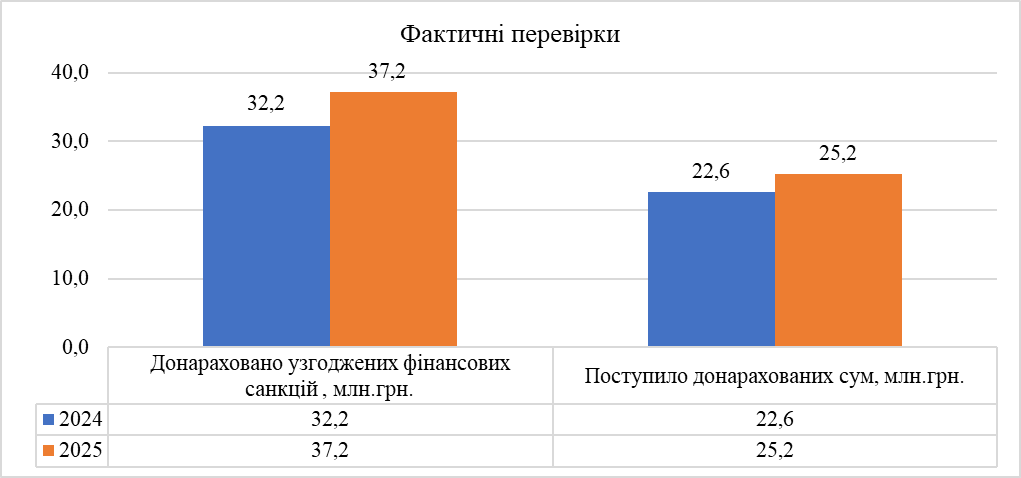 Фактичні перевірки
40,0
30,0
20,0
10,0
0,0
32,2
37,2
22,6
25,2
Донараховано узгоджених фінансових
санкцій , млн.грн.
Поступило донарахованих сум, млн.грн.
2024 32,2 22,6
2025 37,2 25,2